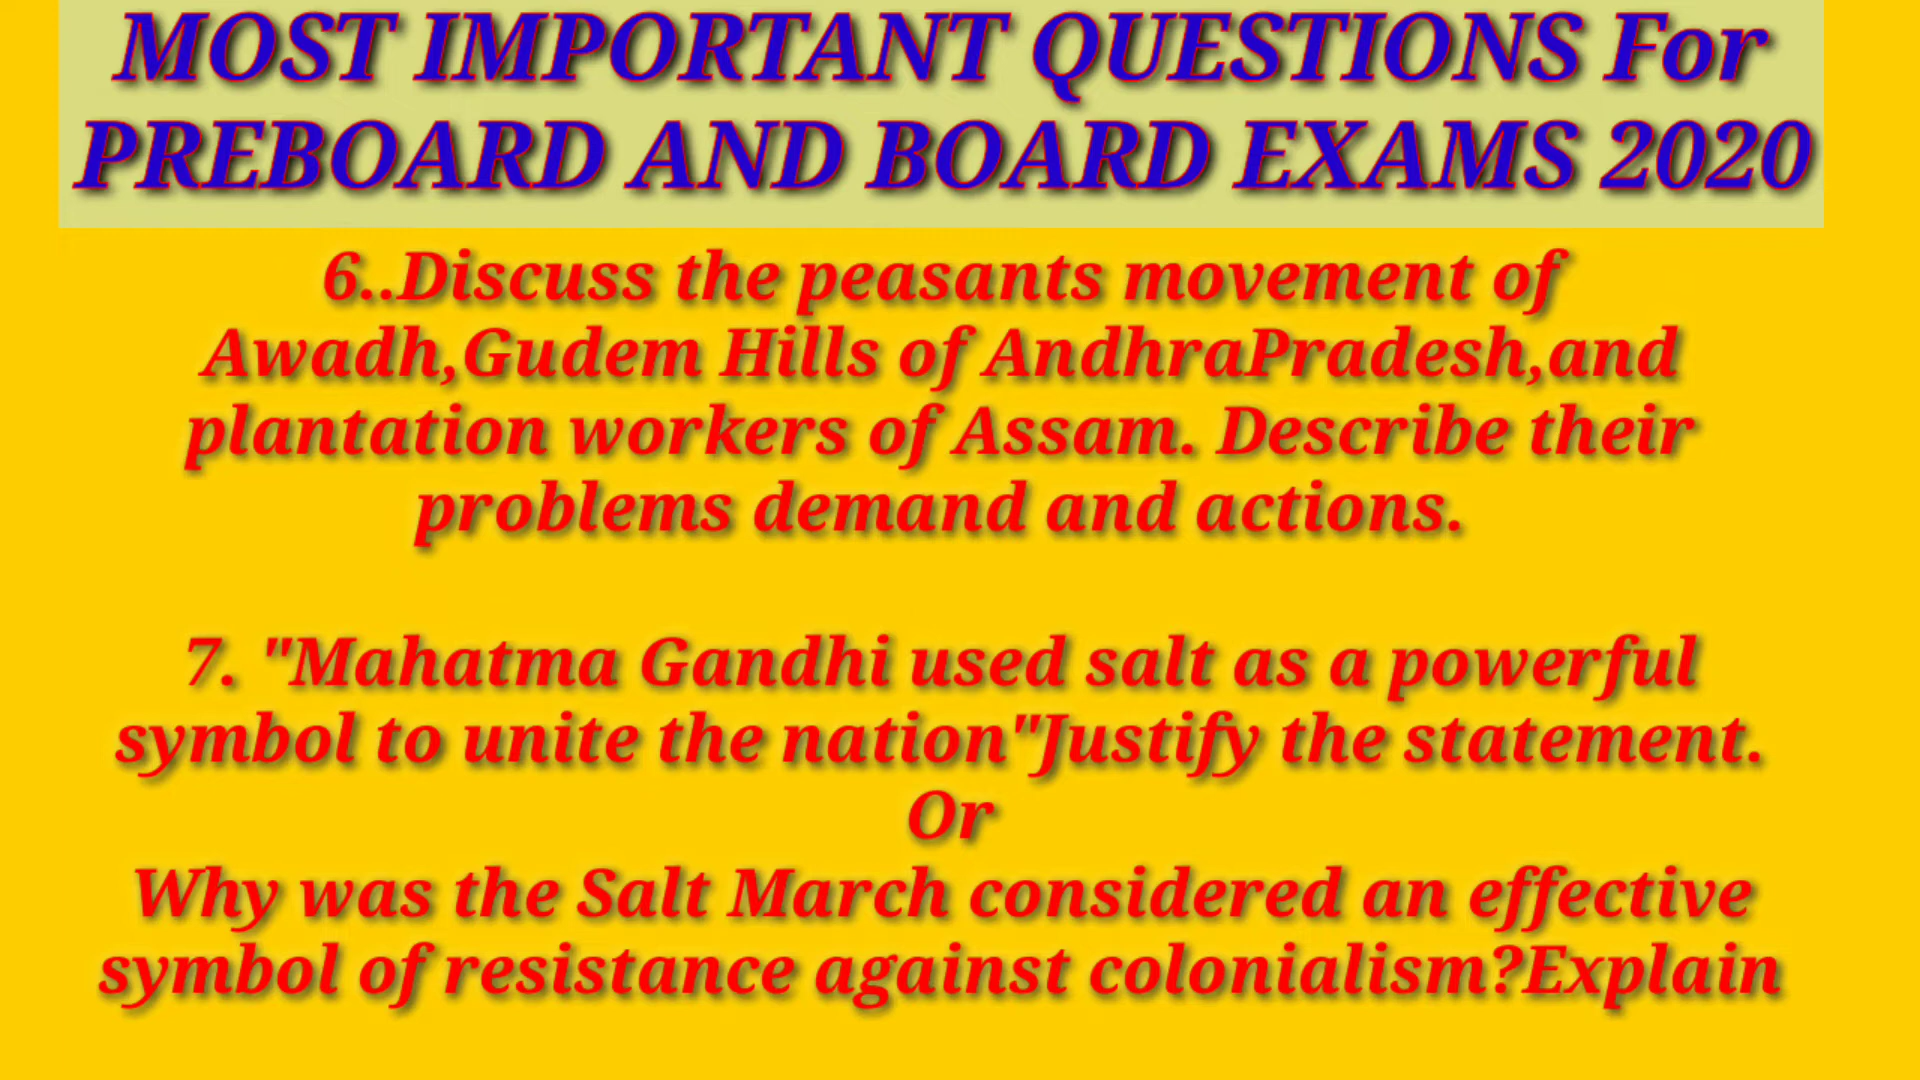 MOST IMPORTANT QUESTIONS For
PREBOARD AND BOARD EXAMS 2020
6..Discuss the peasants movement of
Awadh,Gudem Hills of AndhraPradesh,and
plantation workers of Assam. Describe their
problems demand and actions.
7. "Mahatma Gandhi used salt as a powerful
symbol to unite the nation"Justify the statement.
Or
Why was the Salt March considered an effective
symbol of resistance against colonialism?Explain